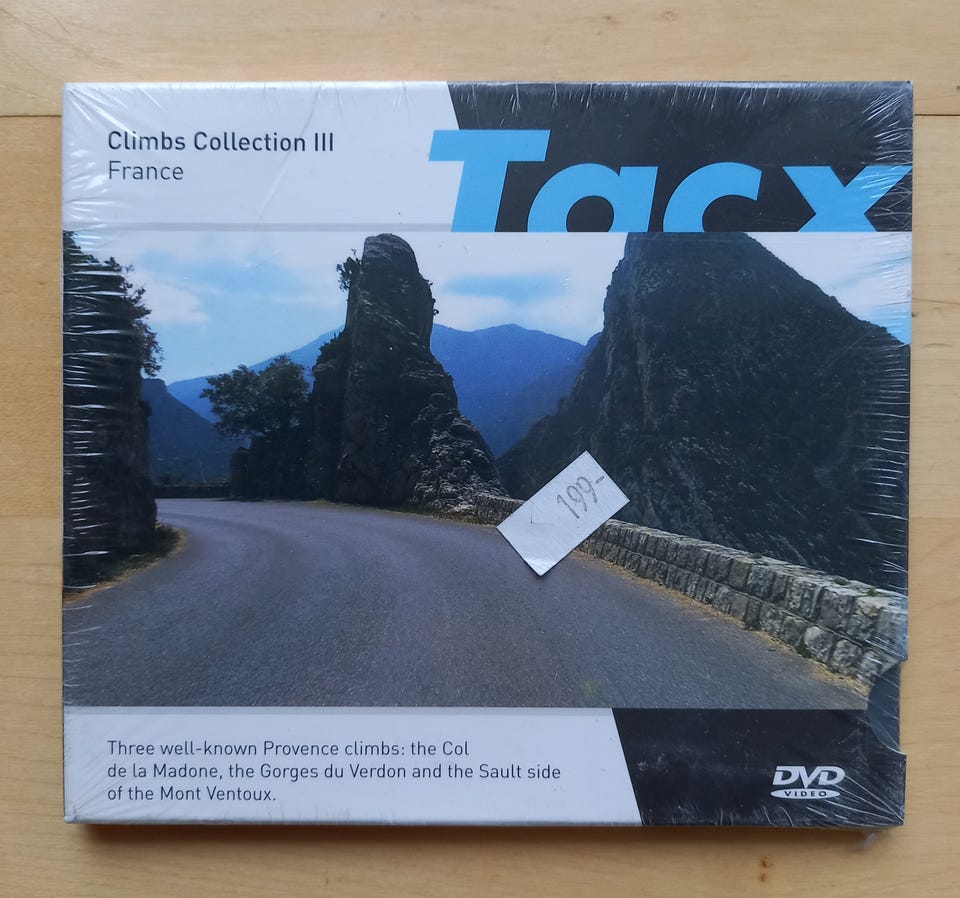 Climbs Collection III
France
Tacx
199.-
Three well-known Provence climbs: the Col
de la Madone, the Gorges du Verdon and the Sault side
of the Mont Ventoux.
DVD
VIDEO